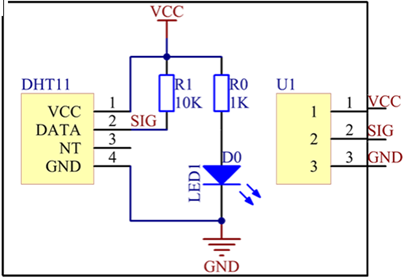 VCC
DHT11
VCC 1
DATA 2 SIG
NT 3
GND 4
R1
10K
R0
1K
D0
LED1
GND
U1
1 1 VCC
2 2 SIG
3 3 GND